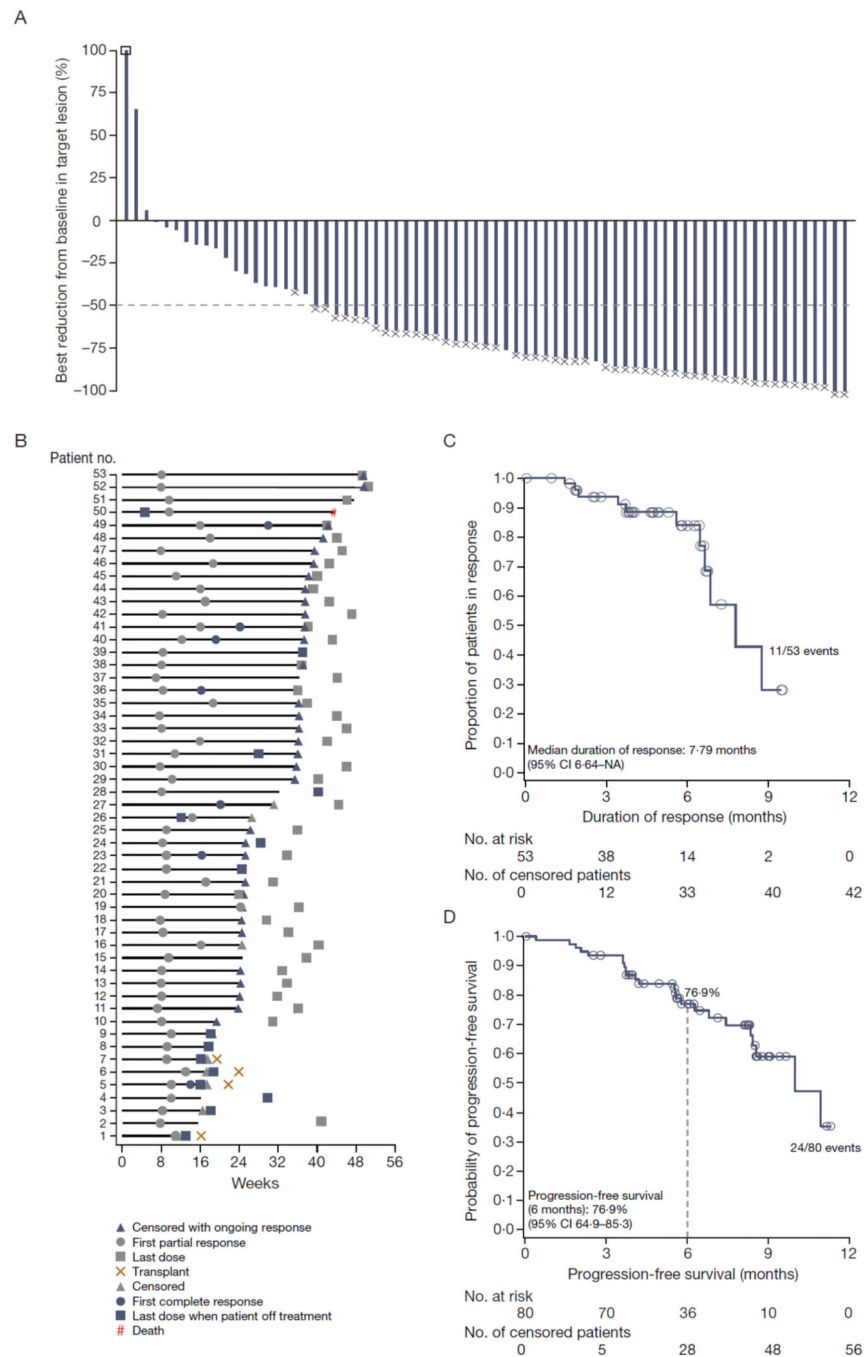 A
Best reduction from baseline in target lesion (%)
100
75
50
25
0
−25
−50
−75
−100
B
Patient no.
53
52
51
50
49
48
47
46
45
44
43
42
41
40
39
38
37
36
35
34
33
32
31
30
29
28
27
26
25
24
23
22
21
20
19
18
17
16
15
14
13
12
11
10
9
8
7
6
5
4
3
2
1
#
0 8 16 24 32 40 48 56
Weeks
Censored with ongoing response
First partial response
Last dose
Transplant
Censored
First complete response
Last dose when patient off treatment
# Death
C
Proportion of patients in response
1·0
0·9
0·8
0·7
0·6
0·5
0·4
0·3
0·2
0·1
0·0
11/53 events
Median duration of response: 7·79 months
(95% CI 6·64–NA)
0 3 6 9 12
Duration of response (months)
No. at risk
53 38 14 2 0
No. of censored patients
0 12 33 40 42
D
Probability of progression-free survival
1·0
0·9
0·8
0·7
0·6
0·5
0·4
0·3
0·2
0·1
0·0
76·9%
24/80 events
Progression-free survival
(6 months): 76·9%
(95% CI 64·9–85·3)
0 3 6 9 12
Progression-free survival (months)
No. at risk
80 70 36 10 0
No. of censored patients
0 5 28 48 56